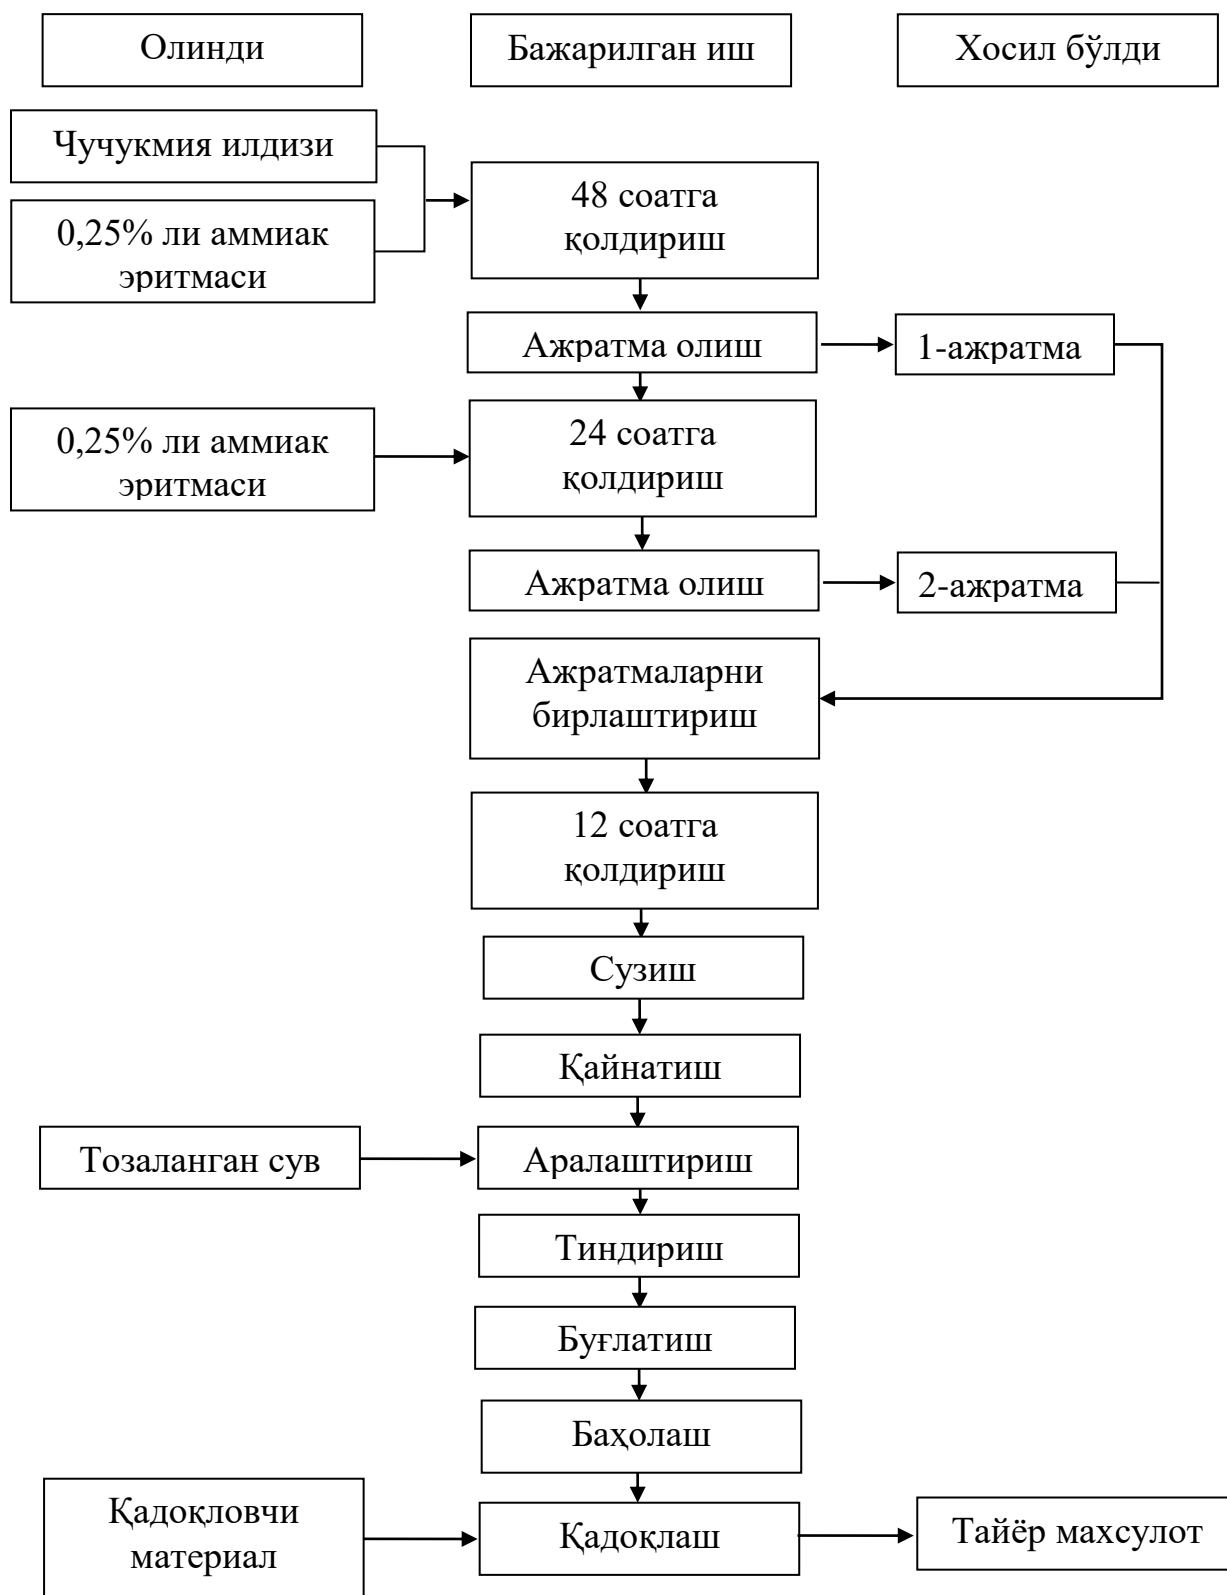 Олинди
Бажарилган иш
Хосил бўлди
Чучукмия илдизи
0,25% ли аммиак
эритмаси
48 соатга
қолдириш
Ажратма олиш
1-ажратма
0,25% ли аммиак
эритмаси
24 соатга
қолдириш
Ажратма олиш
2-ажратма
Ажратмаларни
бирлаштириш
12 соатга
қолдириш
Сузиш
Қайнатиш
Тозаланган сув
Аралаштириш
Тиндириш
Буғлатиш
Баҳолаш
Қадоқловчи
материал
Қадоқлаш
Тайёр махсулот